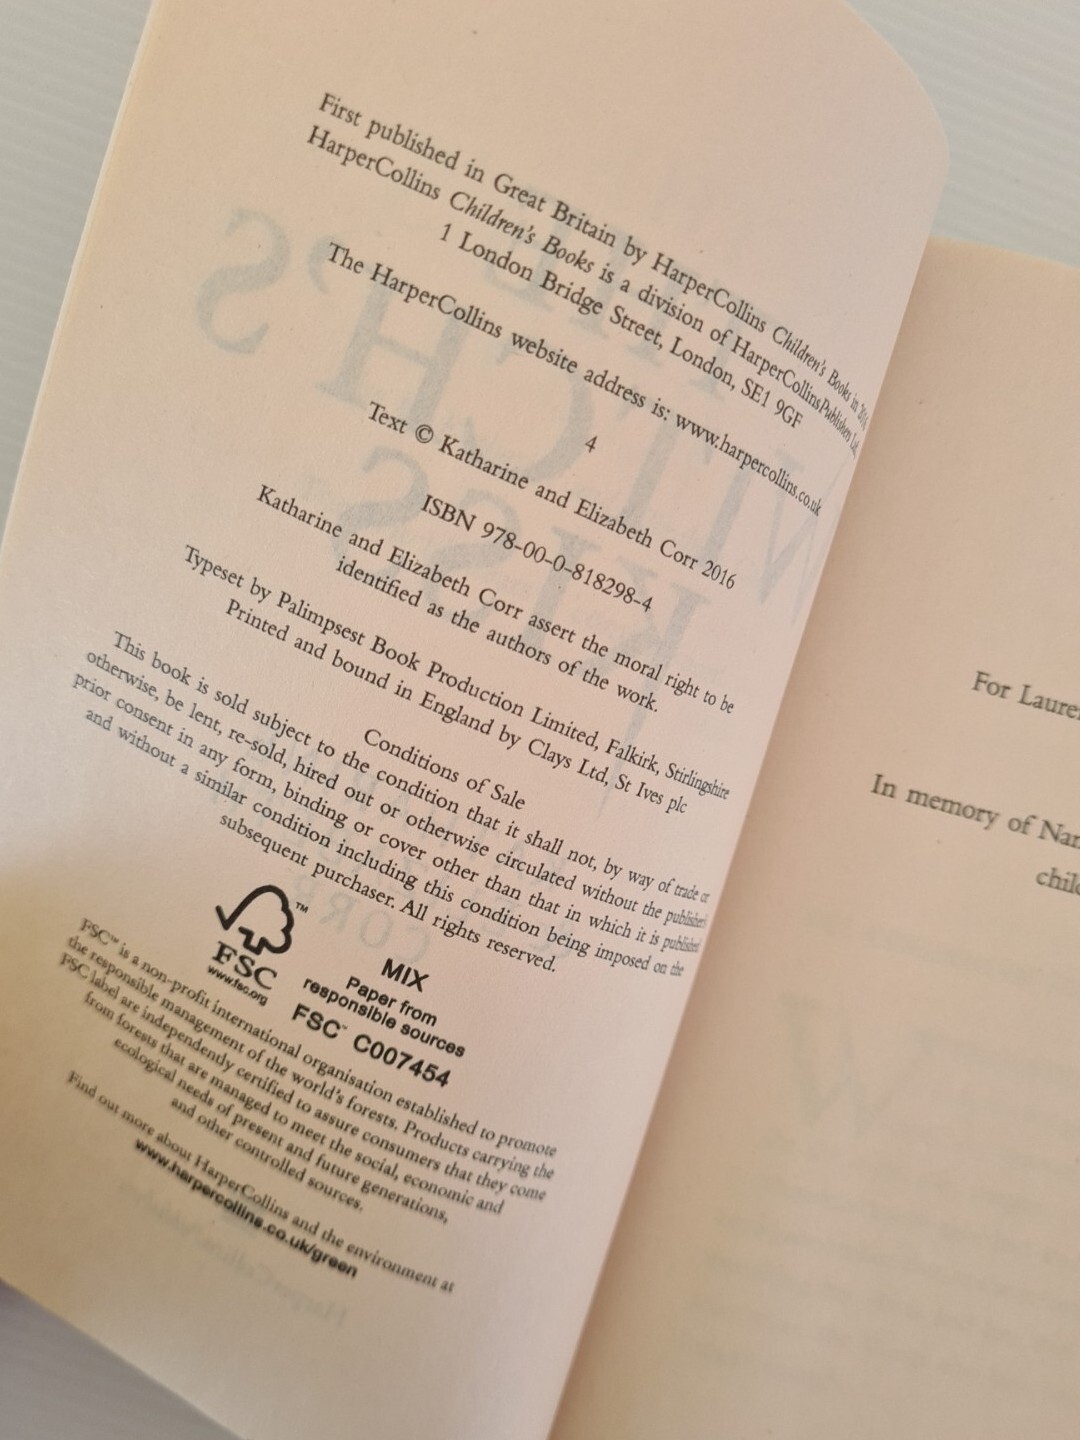 First published in Great Britain by HarperCollins Children's Books in 2016
HarperCollins Children's Books is a division of HarperCollinsPublishers Ltd,
1 London Bridge Street, London, SE1 9GF
The HarperCollins website address is: www.harpercollins.co.uk
4
Text © Katharine and Elizabeth Corr 2016
ISBN 978-00-0-818298-4
Katharine and Elizabeth Corr assert the moral right to be
identified as the authors of the work.
Typeset by Palimpsest Book Production Limited, Falkirk, Stirlingshire
Printed and bound in England by Clays Ltd, St Ives plc
Conditions of Sale
This book is sold subject to the condition that it shall not, by way of trade or
otherwise, be lent, re-sold, hired out or otherwise circulated without the publisher's
prior consent in any form, binding or cover other than that in which it is published
and without a similar condition including this condition being imposed on the
subsequent purchaser. All rights reserved.
FSC™
www.fsc.org
MIX
Paper from
responsible sources
FSC™ C007454
FSC™ is a non-profit international organisation established to promote
the responsible management of the world's forests. Products carrying the
FSC label are independently certified to assure consumers that they come
from forests that are managed to meet the social, economic and
ecological needs of present and future generations,
and other controlled sources.
Find out more about HarperCollins and the environment at
www.harpercollins.co.uk/green
For
In memory of